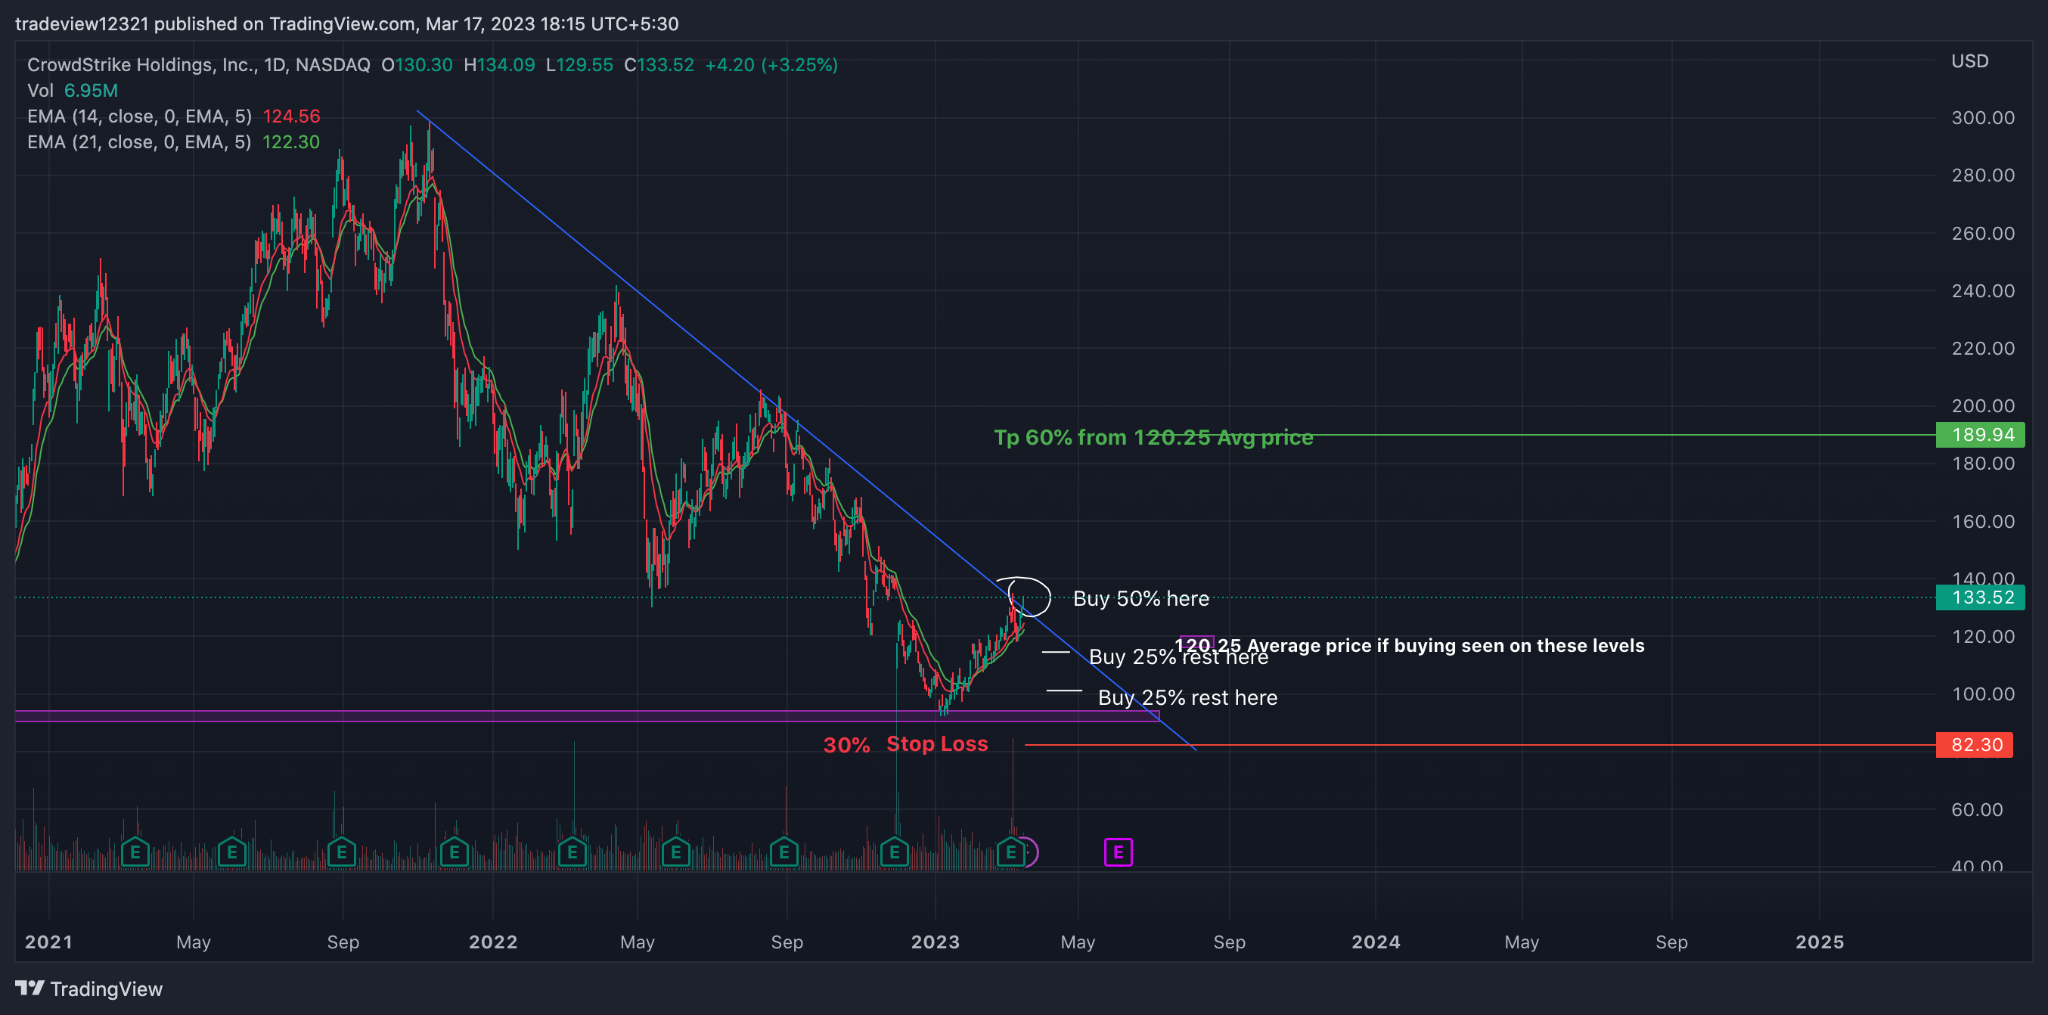 tradeview12321 published on TradingView.com, Mar 17, 2023 18:15 UTC+5:30
CrowdStrike Holdings, Inc., 1D, NASDAQ O130.30 H134.09 L129.55 C133.52 +4.20 (+3.25%)
USD
Vol 6.95M
EMA (14, close, 0, EMA, 5) 124.56
EMA (21, close, 0, EMA, 5) 122.30
300.00
280.00
260.00
240.00
220.00
200.00
Tp 60% from 120.25 Avg price
189.94
180.00
160.00
140.00
Buy 50% here
133.52
120.00
120.25 Average price if buying seen on these levels
Buy 25% rest here
100.00
Buy 25% rest here
30% Stop Loss
82.30
60.00
E E E E E E E E E E
40.00
2021 May Sep 2022 May Sep 2023 May Sep 2024 May Sep 2025
TradingView